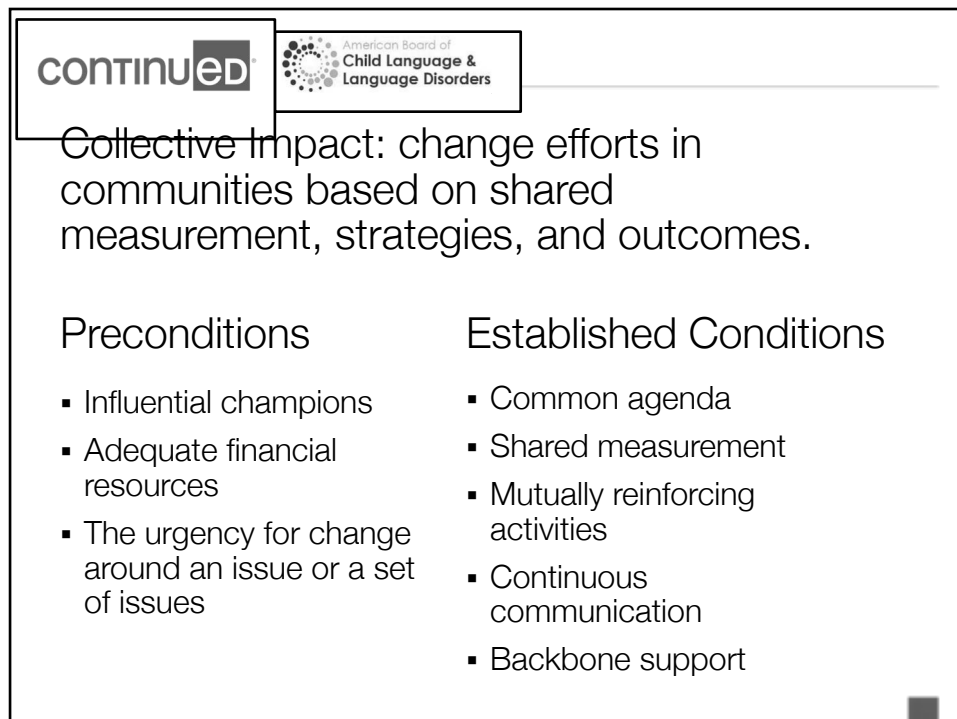 continued
American Board of
Child Language &
Language Disorders
Collective Impact: change efforts in
communities based on shared
measurement, strategies, and outcomes.
Preconditions
▪ Influential champions
▪ Adequate financial
resources
▪ The urgency for change
around an issue or a set
of issues
Established Conditions
▪ Common agenda
▪ Shared measurement
▪ Mutually reinforcing
activities
▪ Continuous
communication
▪ Backbone support